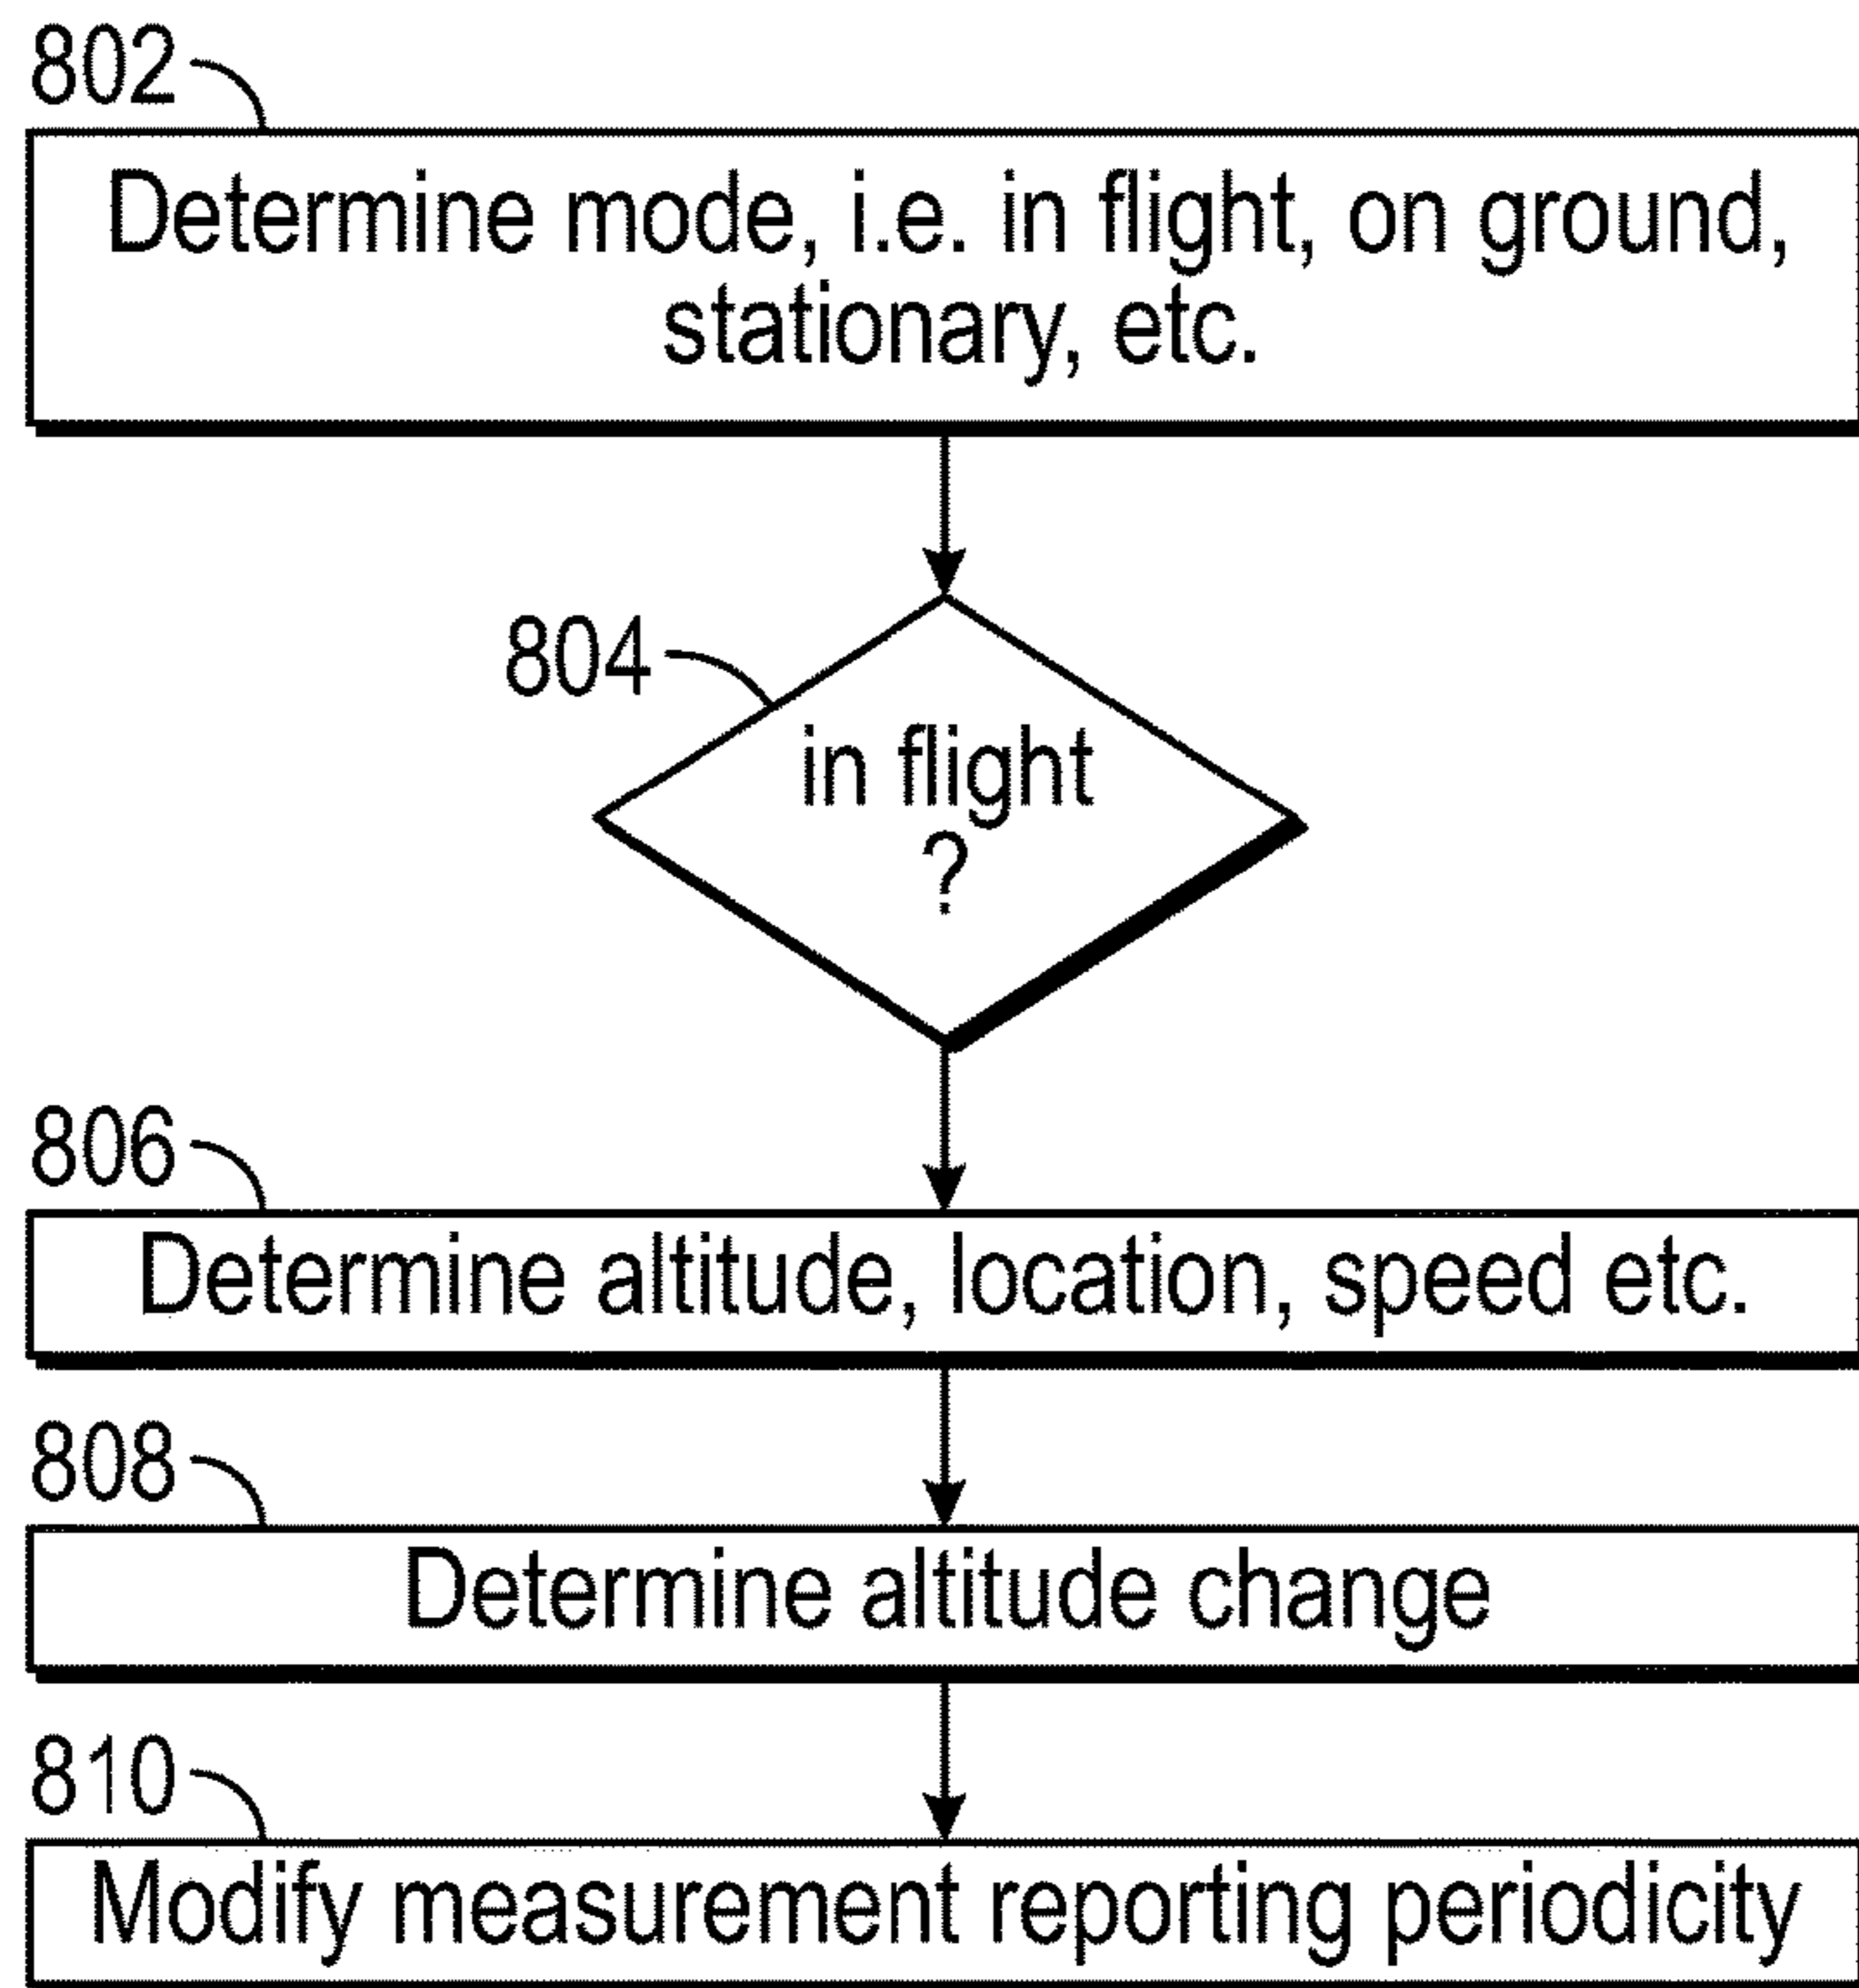 802
Determine mode, i.e. in flight, on ground,
stationary, etc.
804
in flight
?
806
Determine altitude, location, speed etc.
808
Determine altitude change
810
Modify measurement reporting periodicity